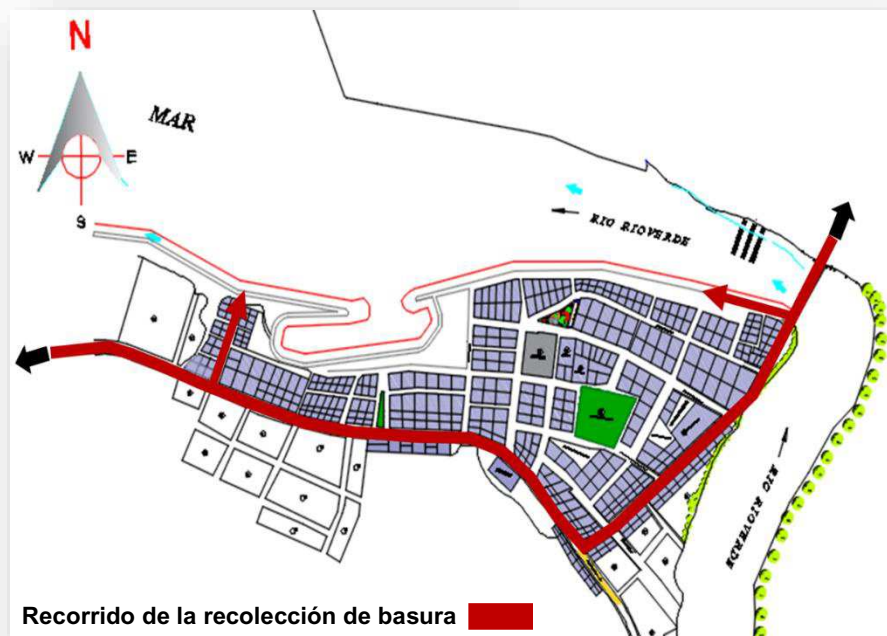 N
MAR
W
E
S
RIO RIOVERDE
RIO RIOVERDE
Recorrido de la recolección de basura